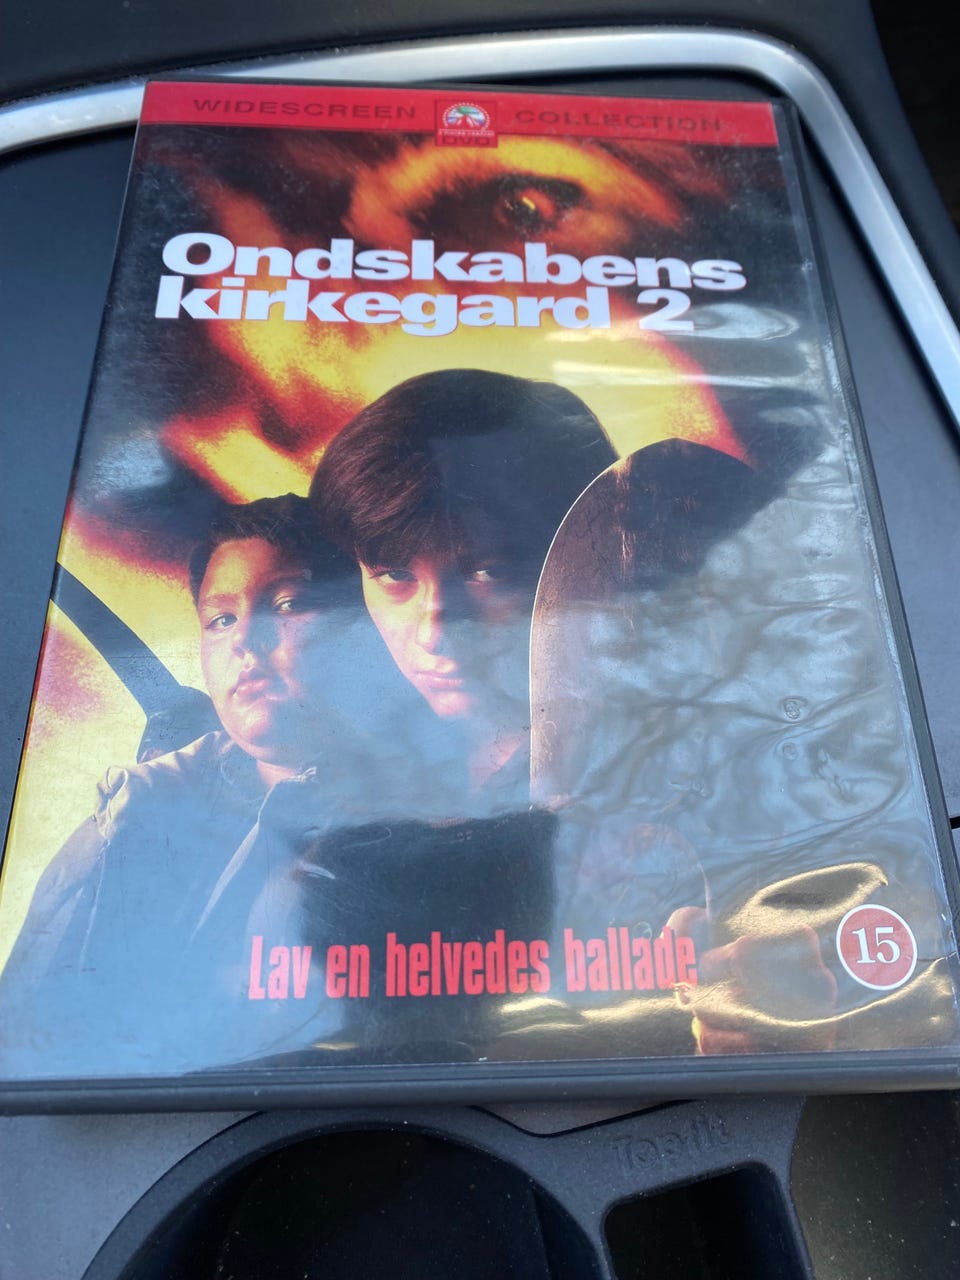 WIDESCREEN COLLECTION
DVD
Ondskabens
kirkegard 2
Lav en helvedes ballade
15